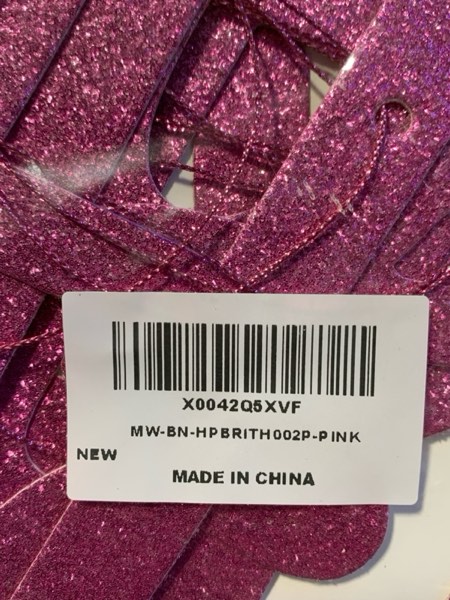 X0042Q5XVF
MW-BN-HPBRITH002P-PINK
NEW
MADE IN CHINA